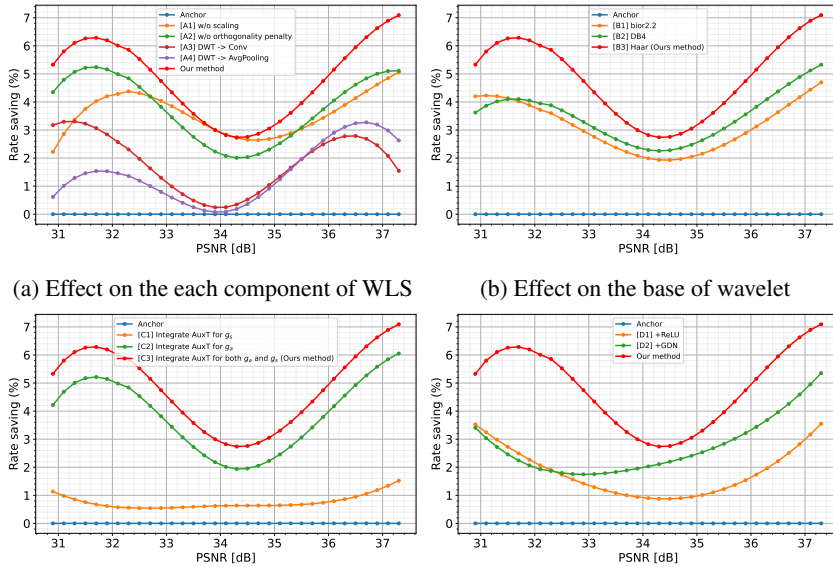 Anchor
[A1] w/o scaling
[A2] w/o orthogonality penalty
[A3] DWT -> Conv
[A4] DWT -> AvgPooling
Our method
Rate saving (%)
7
6
5
4
3
2
1
0
31 32 33 34 35 36 37
PSNR [dB]
(a) Effect on the each component of WLS
Anchor
[B1] bior2.2
[B2] DB4
[B3] Haar (Ours method)
Rate saving (%)
7
6
5
4
3
2
1
0
31 32 33 34 35 36 37
PSNR [dB]
(b) Effect on the base of wavelet
Anchor
[C1] Integrate AuxT for gs
[C2] Integrate AuxT for ga
[C3] Integrate AuxT for both ga and gs (Ours method)
Rate saving (%)
7
6
5
4
3
2
1
0
31 32 33 34 35 36 37
PSNR [dB]
Anchor
[D1] +ReLU
[D2] +GDN
Our method
Rate saving (%)
7
6
5
4
3
2
1
0
31 32 33 34 35 36 37
PSNR [dB]